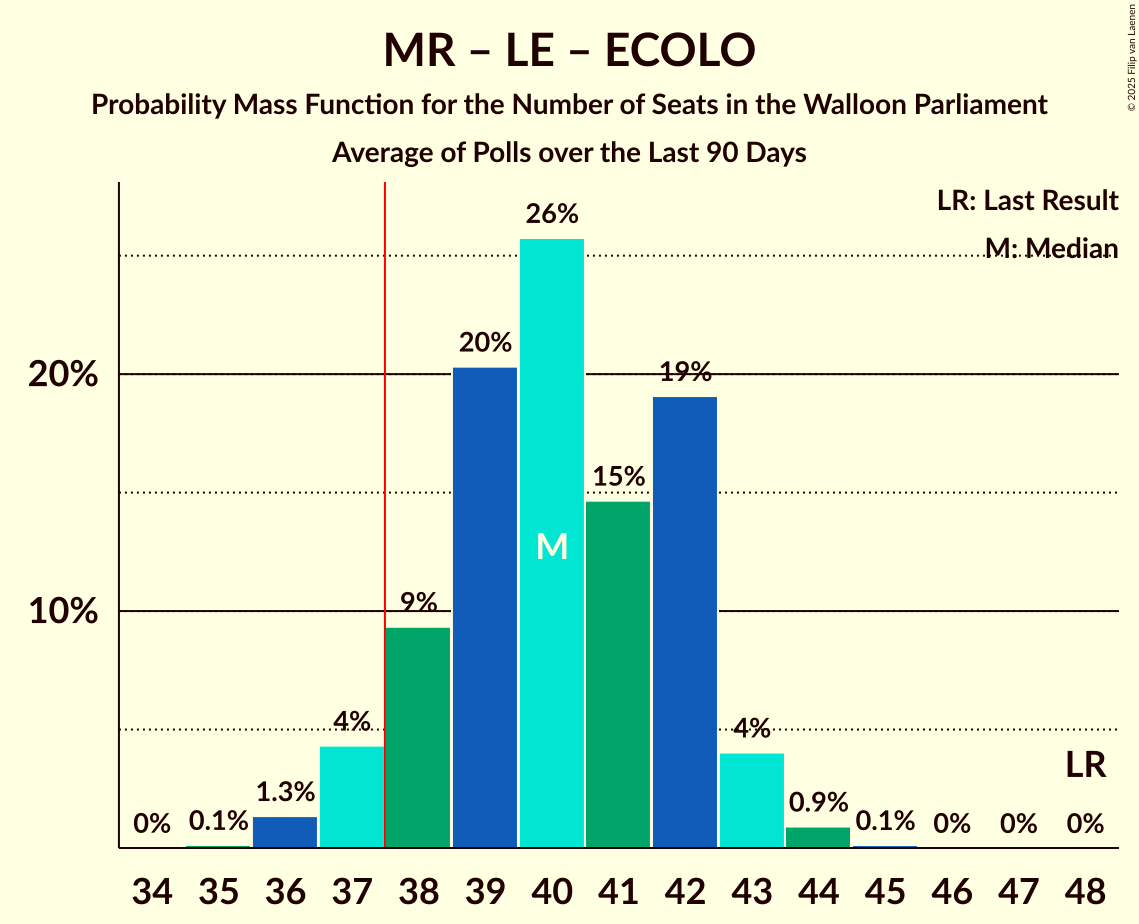 MR – LE – ECOLO
Probability Mass Function for the Number of Seats in the Walloon Parliament
Average of Polls over the Last 90 Days
© 2025 Filip van Laenen
LR: Last Result
M: Median
26%
20%
20%
19%
15%
M
10%
9%
4%
4%
LR
1.3%
0.9%
0% 0.1% 0.1% 0% 0% 0%
34 35 36 37 38 39 40 41 42 43 44 45 46 47 48